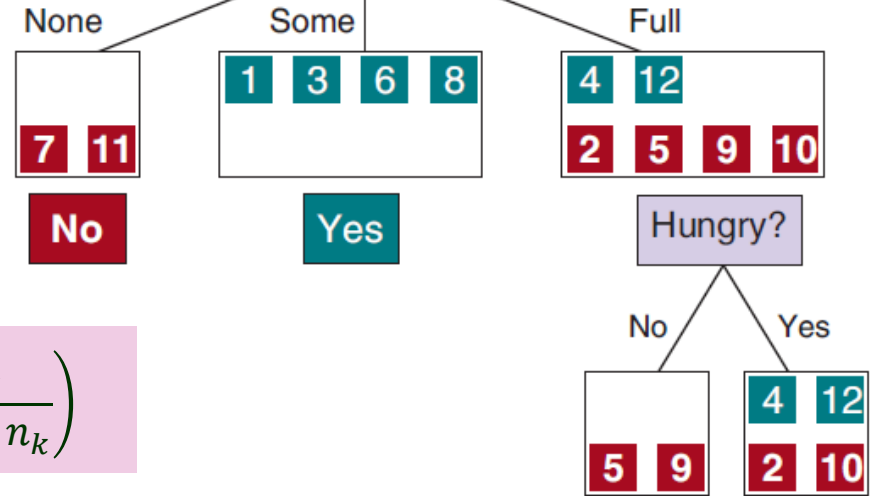 None Some Full
1 3 6 8 4 12
7 11 2 5 9 10
No Yes Hungry?
No Yes
n_k)
4 12
5 9 2 10